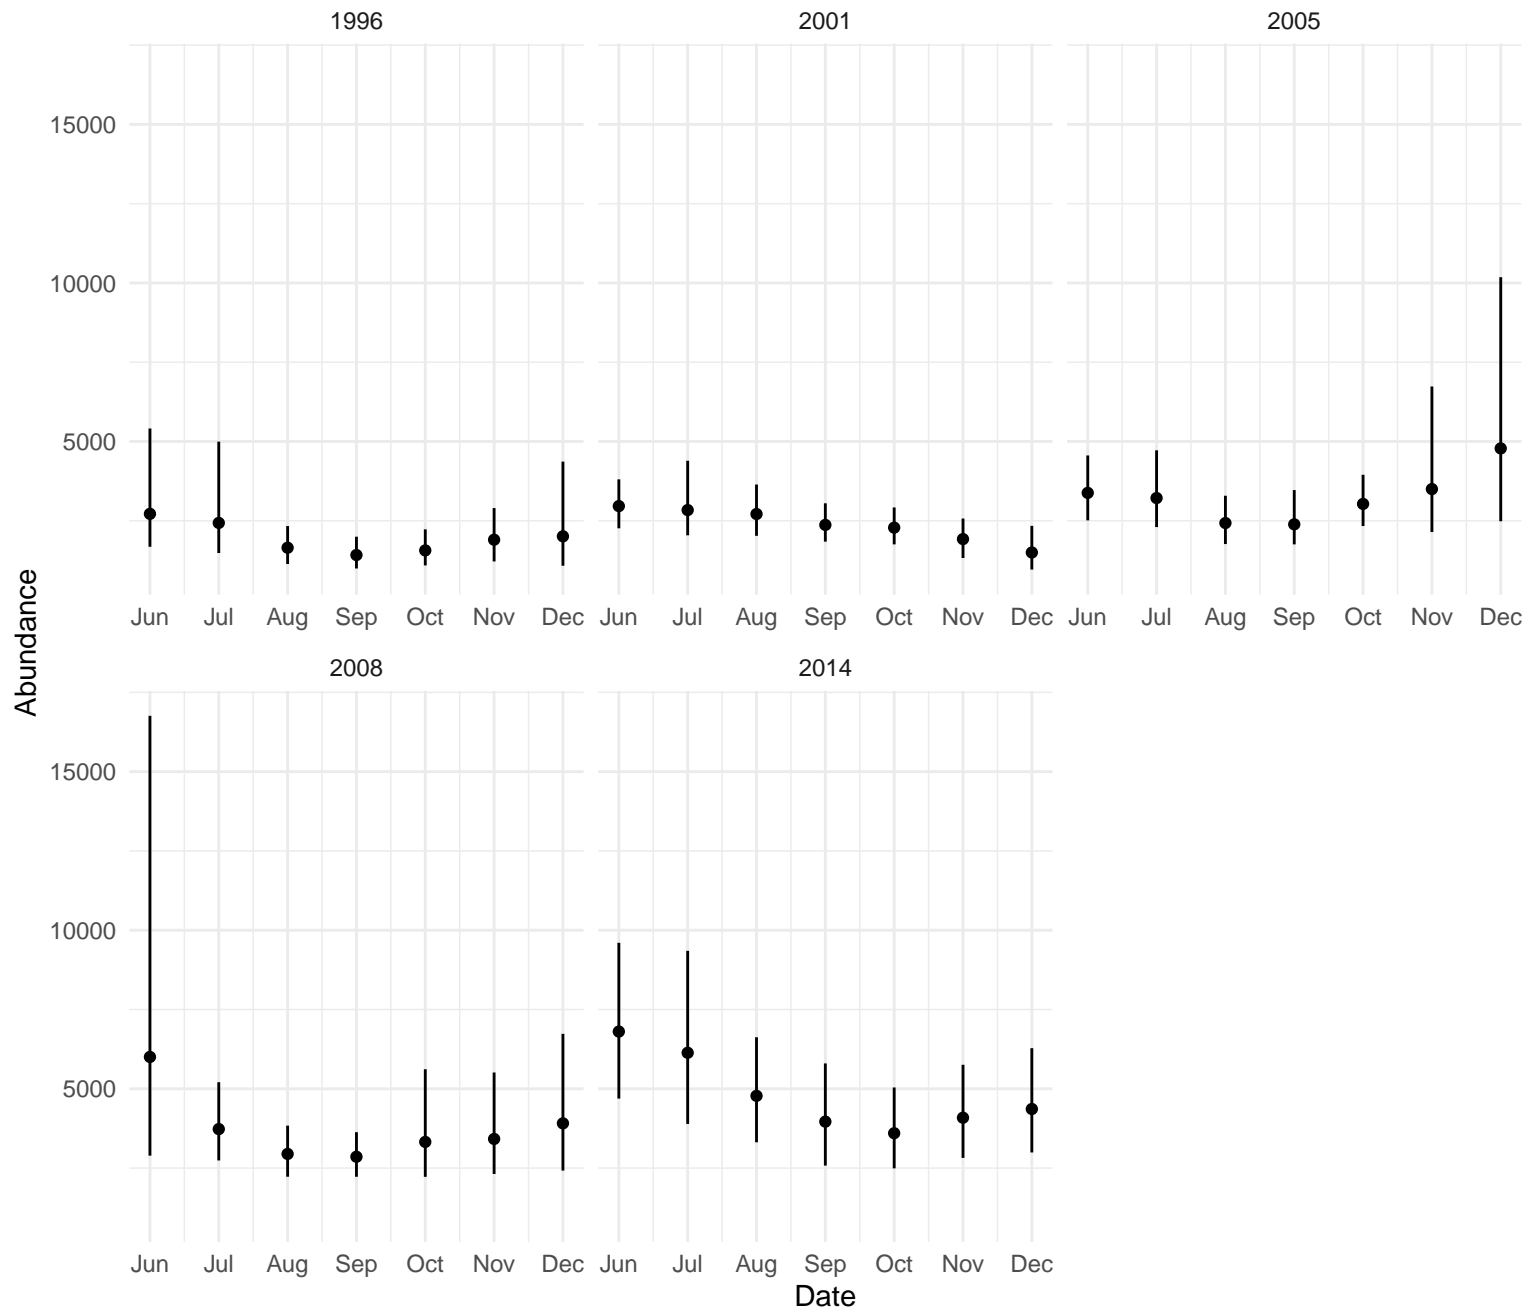 1996 2001 2005
15000
10000
5000
Jun Jul Aug Sep Oct Nov Dec Jun Jul Aug Sep Oct Nov Dec Jun Jul Aug Sep Oct Nov Dec
Abundance
2008 2014
15000
10000
5000
Jun Jul Aug Sep Oct Nov Dec Jun Jul Aug Sep Oct Nov Dec
Date